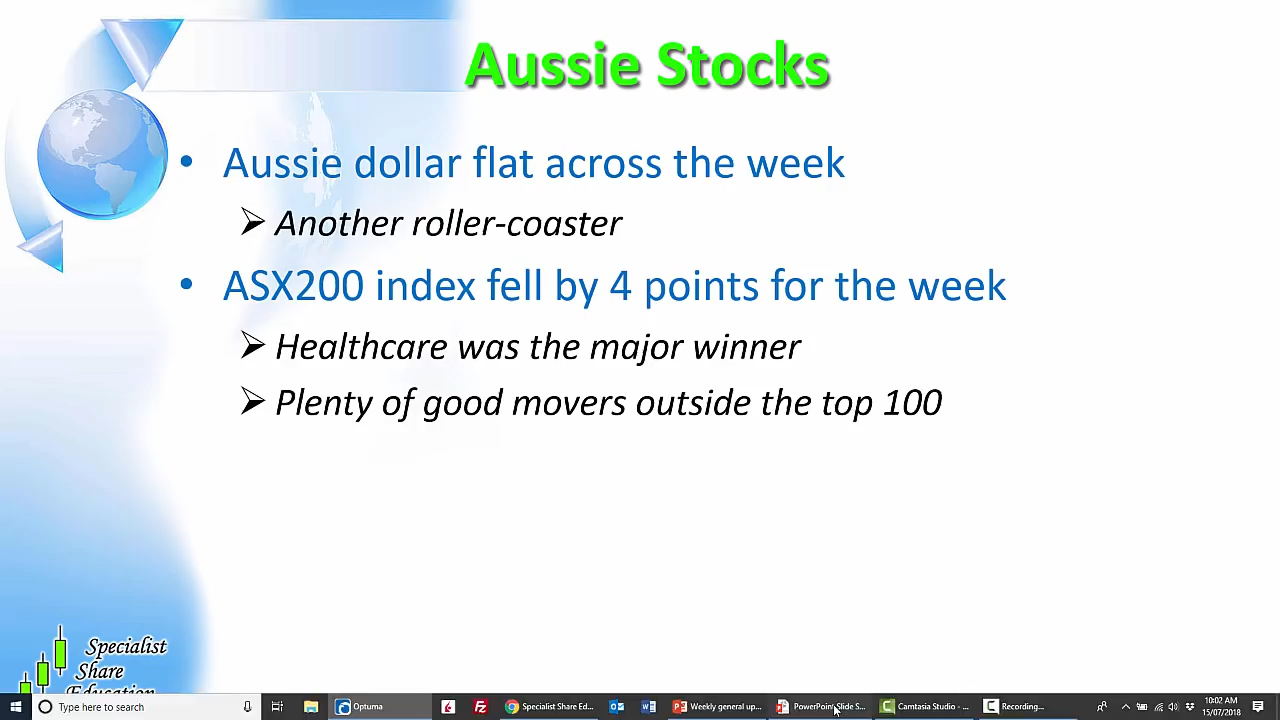 Aussie Stocks
• Aussie dollar flat across the week
➢ Another roller-coaster
• ASX200 index fell by 4 points for the week
➢ Healthcare was the major winner
➢ Plenty of good movers outside the top 100
Specialist
Share
Education
Type here to search
Optuma
Specialist Share Ed...
Weekly general up...
PowerPoint Slide S...
Camtasia Studio - ...
Recording...
10:02 AM
15/07/2018